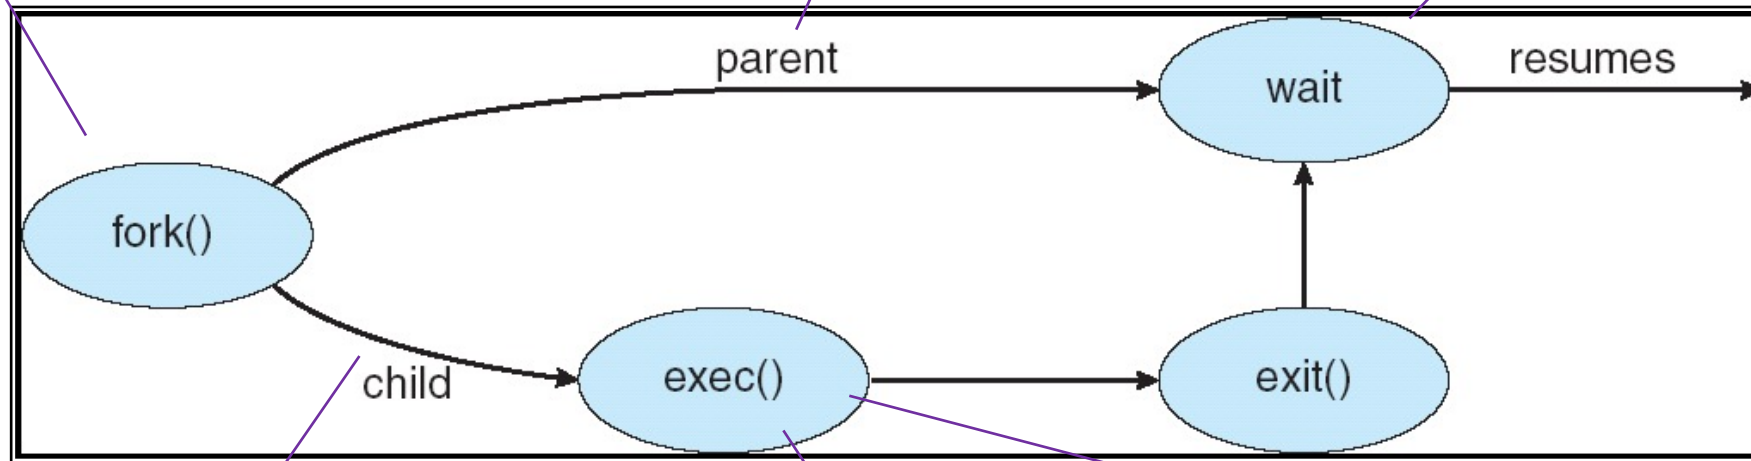 parent
wait
resumes
fork()
child
exec()
exit()